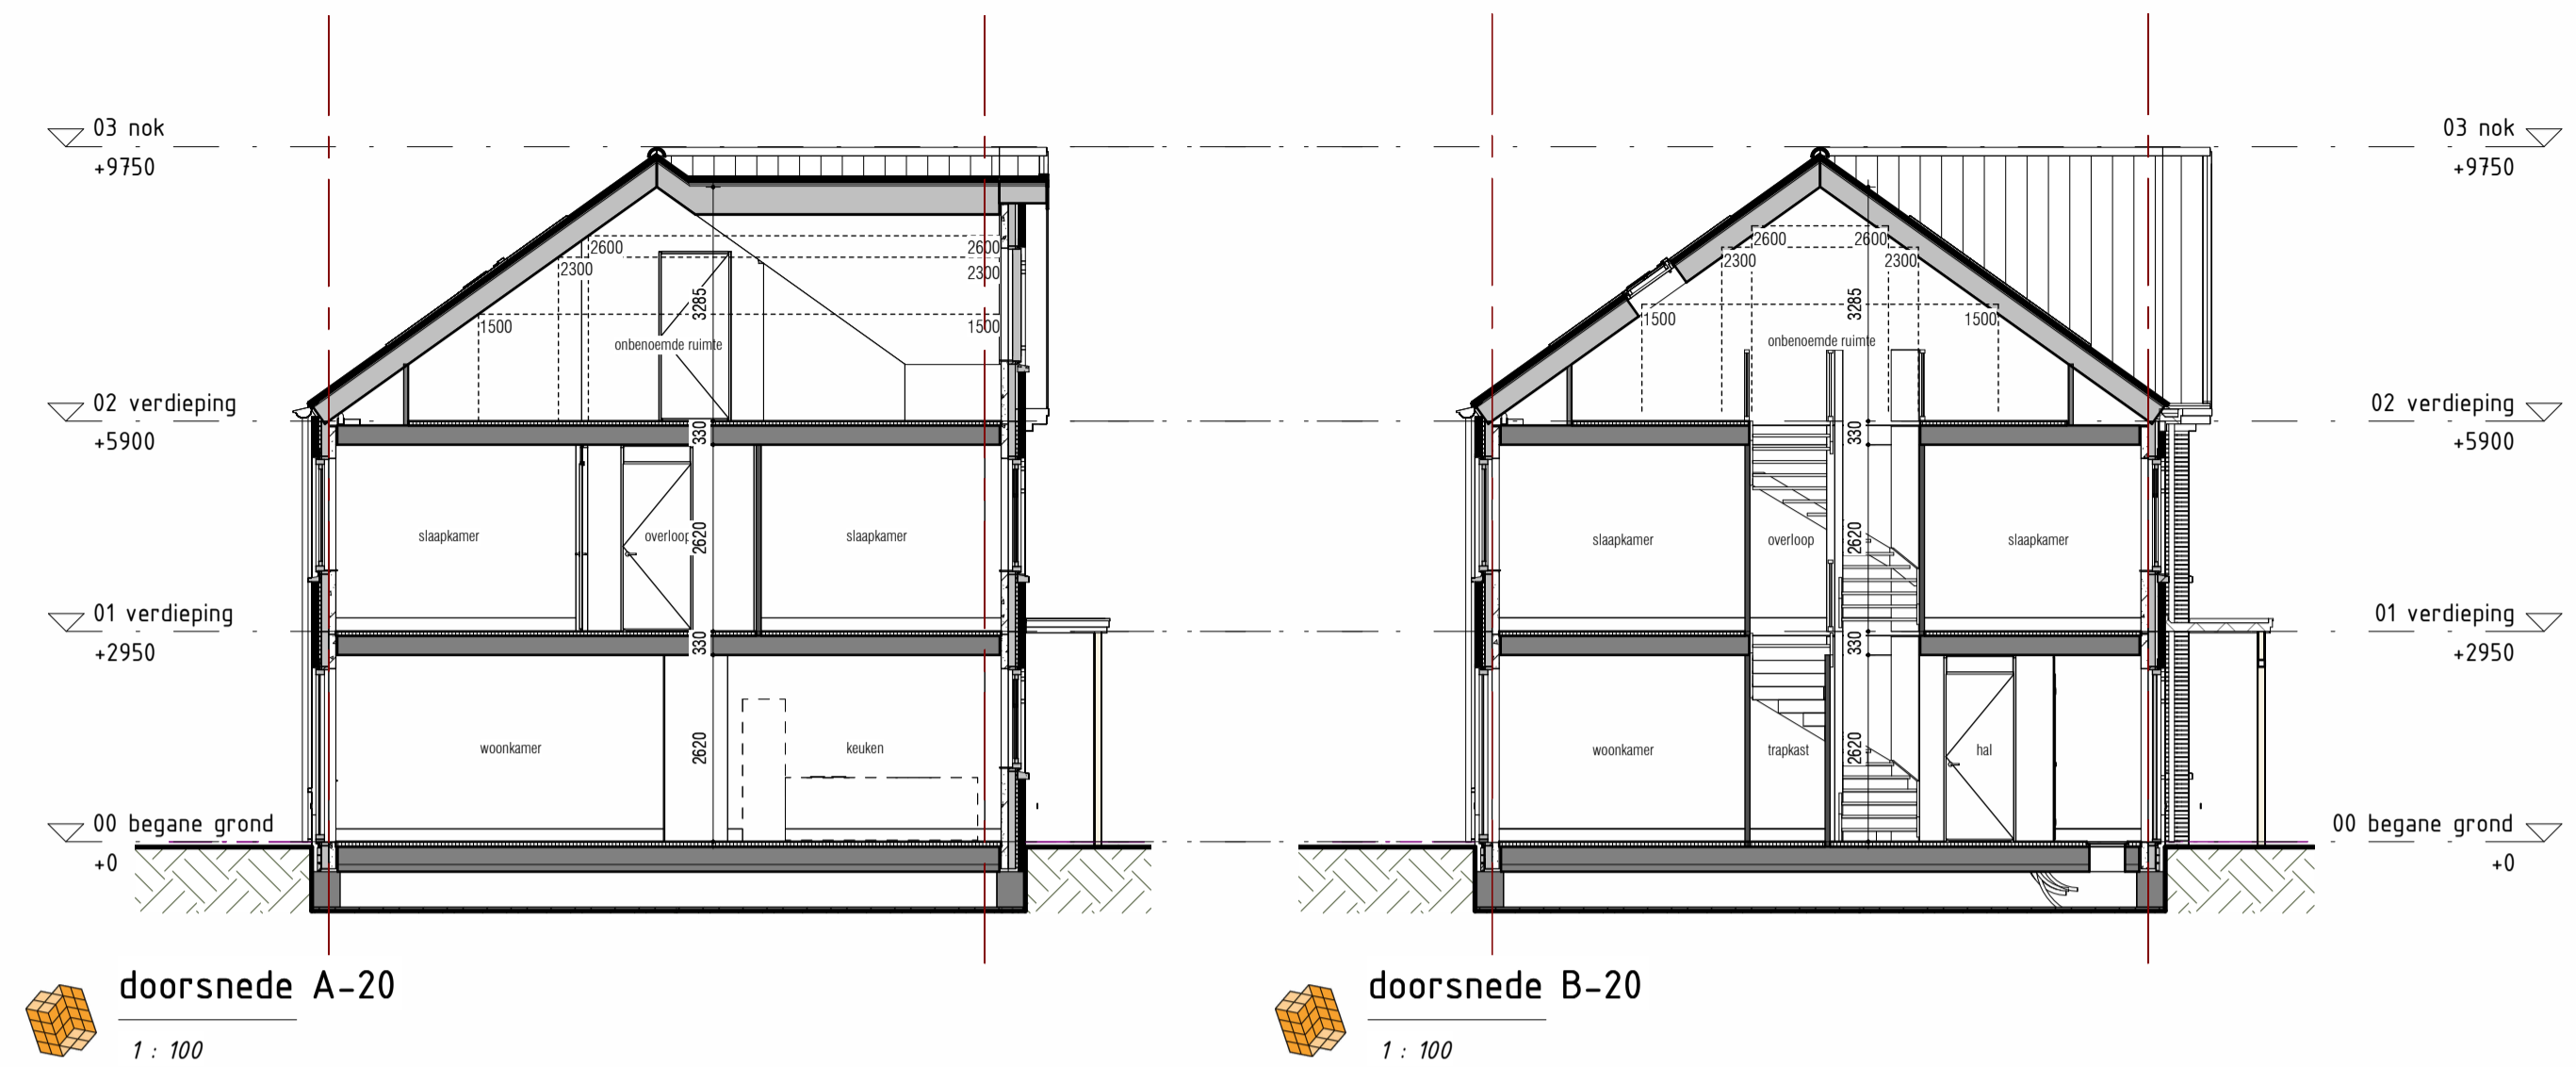 03 nok
+9750
02 verdieping
+5900
01 verdieping
+2950
00 begane grond
+0
2600
2600
2300
2300
1500
1500
3285
onbenoemde ruimte
330
slaapkamer
overloop
2620
slaapkamer
330
woonkamer
2620
keuken
doorsnede A-20
1 : 100
2600
2600
2300
2300
1500
1500
3285
onbenoemde ruimte
330
slaapkamer
overloop
2620
slaapkamer
330
woonkamer
trapkast
2620
hal
03 nok
+9750
02 verdieping
+5900
01 verdieping
+2950
00 begane grond
+0
doorsnede B-20
1 : 100